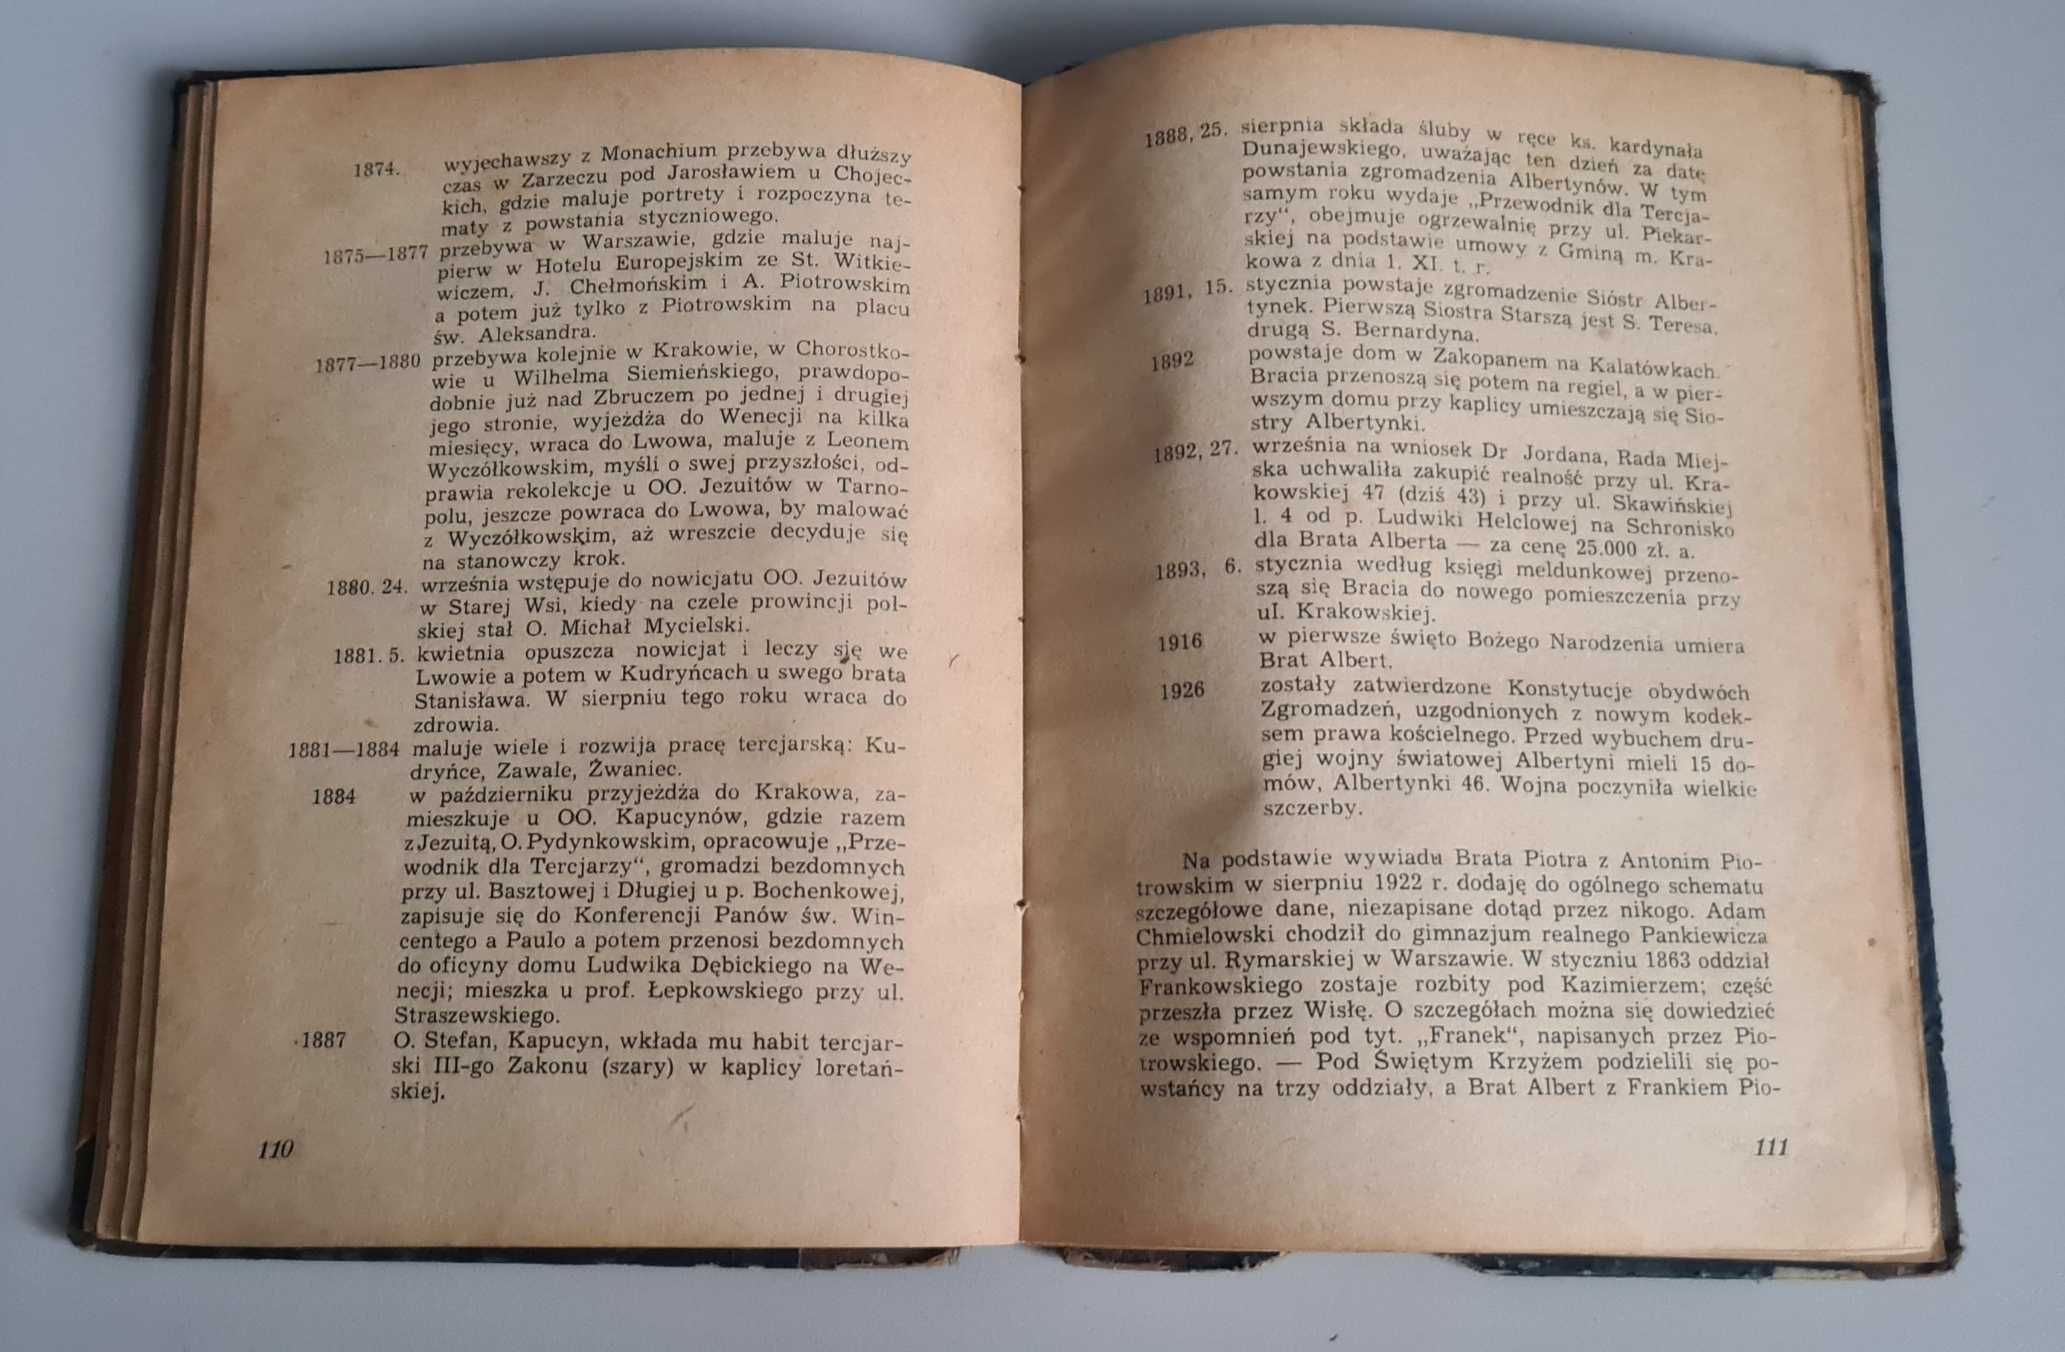 1874. wyjechawszy z Monachium przebywa dłuższy
czas w Zarzeczu pod Jarosławiem u Chojec-
kich, gdzie maluje portrety i rozpoczyna te-
maty z powstania styczniowego.
1875—1877 przebywa w Warszawie, gdzie maluje naj-
pierw w Hotelu Europejskim ze St. Witkie-
wiczem, J. Chełmońskim i A. Piotrowskim
a potem już tylko z Piotrowskim na placu
św. Aleksandra.
1877—1880 przebywa kolejnie w Krakowie, w Chorostko-
wie u Wilhelma Siemieńskiego, prawdopo-
dobnie już nad Zbruczem po jednej i drugiej
jego stronie, wyjeżdża do Wenecji na kilka
miesięcy, wraca do Lwowa, maluje z Leonem
Wyczółkowskim, myśli o swej przyszłości, od-
prawia rekolekcje u OO. Jezuitów w Tarno-
polu, jeszcze powraca do Lwowa, by malować
z Wyczółkowskim, aż wreszcie decyduje się
na stanowczy krok.
1880. 24. września wstępuje do nowicjatu OO. Jezuitów
w Starej Wsi, kiedy na czele prowincji pol-
skiej stał O. Michał Mycielski.
1881. 5. kwietnia opuszcza nowicjat i leczy się we
Lwowie a potem w Kudryńcach u swego brata
Stanisława. W sierpniu tego roku wraca do
zdrowia.
1881—1884 maluje wiele i rozwija pracę tercjarską: Ku-
dryńce, Zawale, Żwaniec.
1884 w październiku przyjeżdża do Krakowa, za-
mieszkuje u OO. Kapucynów, gdzie razem
z Jezuitą, O. Pydynkowskim, opracowuje „Prze-
wodnik dla Tercjarzy“, gromadzi bezdomnych
przy ul. Basztowej i Długiej u p. Bochenkowej,
zapisuje się do Konferencji Panów św. Win-
centego a Paulo a potem przenosi bezdomnych
do oficyny domu Ludwika Dębickiego na We-
necji; mieszka u prof. Łepkowskiego przy ul.
Straszewskiego.
1887 O. Stefan, Kapucyn, wkłada mu habit tercjar-
ski III-go Zakonu (szary) w kaplicy loretań-
skiej.
110
1888, 25. sierpnia składa śluby w ręce ks. kardynała
Dunajewskiego, uważając ten dzień za datę
powstania zgromadzenia Albertynów. W tym
samym roku wydaje „Przewodnik dla Tercja-
rzy“, obejmuje ogrzewalnię przy ul. Piekar-
skiej na podstawie umowy z Gminą m. Kra-
kowa z dnia 1. XI. t. r.
1891, 15. stycznia powstaje zgromadzenie Sióstr Alber-
tynek. Pierwszą Siostra Starszą jest S. Teresa,
drugą S. Bernardyna.
1892 powstaje dom w Zakopanem na Kalatówkach.
Bracia przenoszą się potem na regiel, a w pier-
wszym domu przy kaplicy umieszczają się Sio-
stry Albertynki.
1892, 27. września na wniosek Dr Jordana, Rada Miej-
ska uchwaliła zakupić realność przy ul. Kra-
kowskiej 47 (dziś 43) i przy ul. Skawińskiej
l. 4 od p. Ludwiki Helclowej na Schronisko
dla Brata Alberta — za cenę 25.000 zł. a.
1893, 6. stycznia według księgi meldunkowej przeno-
szą się Bracia do nowego pomieszczenia przy
ul. Krakowskiej.
1916 w pierwsze święto Bożego Narodzenia umiera
Brat Albert.
1926 zostały zatwierdzone Konstytucje obydwóch
Zgromadzeń, uzgodnionych z nowym kodek-
sem prawa kościelnego. Przed wybuchem dru-
giej wojny światowej Albertyni mieli 15 do-
mów, Albertynki 46. Wojna poczyniła wielkie
szczerby.
Na podstawie wywiadu Brata Piotra z Antonim Pio-
trowskim w sierpniu 1922 r. dodaję do ogólnego schematu
szczegółowe dane, niezapisane dotąd przez nikogo. Adam
Chmielowski chodził do gimnazjum realnego Pankiewicza
przy ul. Rymarskiej w Warszawie. W styczniu 1863 oddział
Frankowskiego zostaje rozbity pod Kazimierzem; część
przeszła przez Wisłę. O szczegółach można się dowiedzieć
ze wspomnień pod tyt. „Franek“, napisanych przez Pio-
trowskiego. — Pod Świętym Krzyżem podzielili się po-
wstańcy na trzy oddziały, a Brat Albert z Frankiem Pio-
111